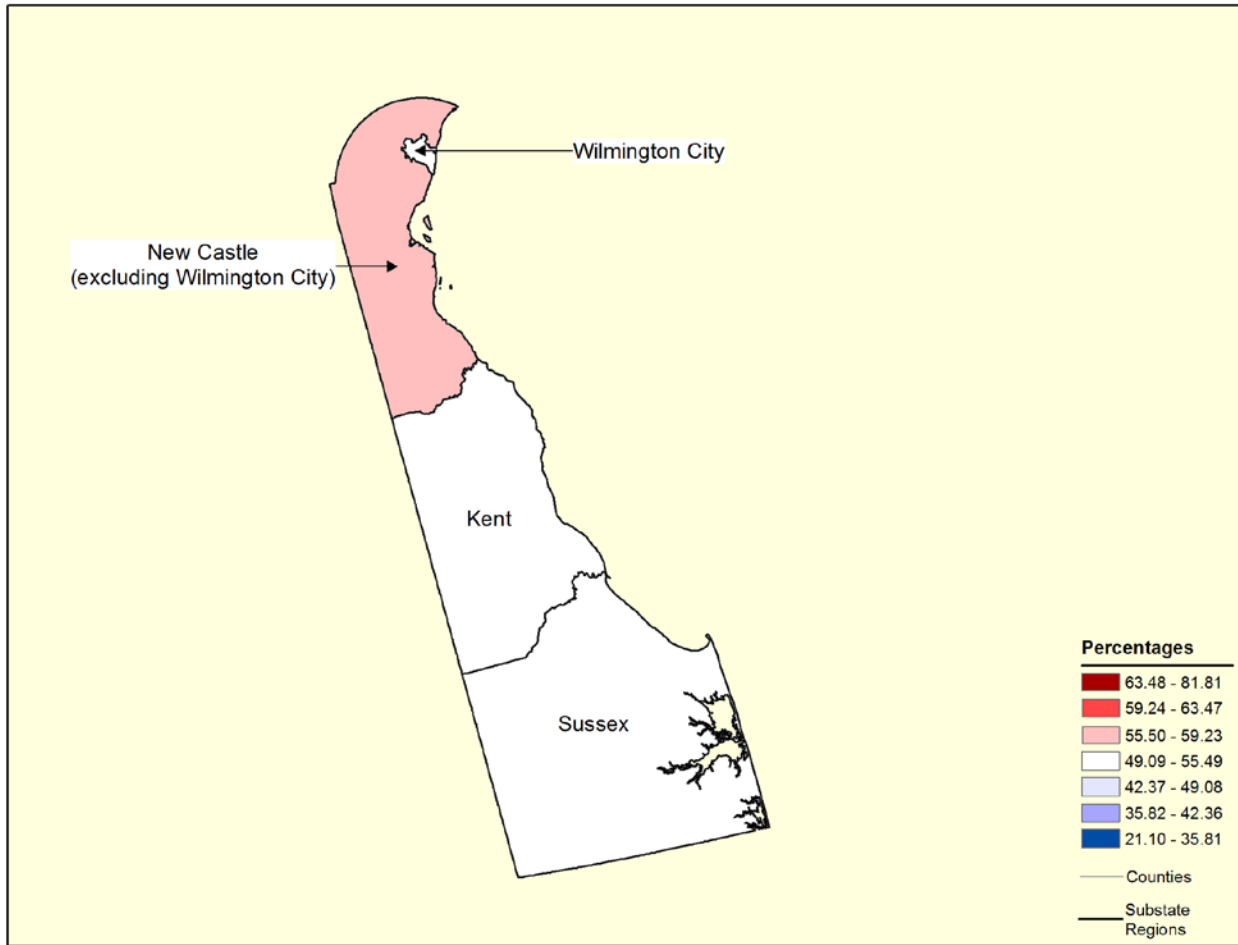 Wilmington City
New Castle
(excluding Wilmington City)
Kent
Sussex
Percentages
63.48 - 81.81
59.24 - 63.47
55.50 - 59.23
49.09 - 55.49
42.37 - 49.08
35.82 - 42.36
21.10 - 35.81
Counties
Substate
Regions